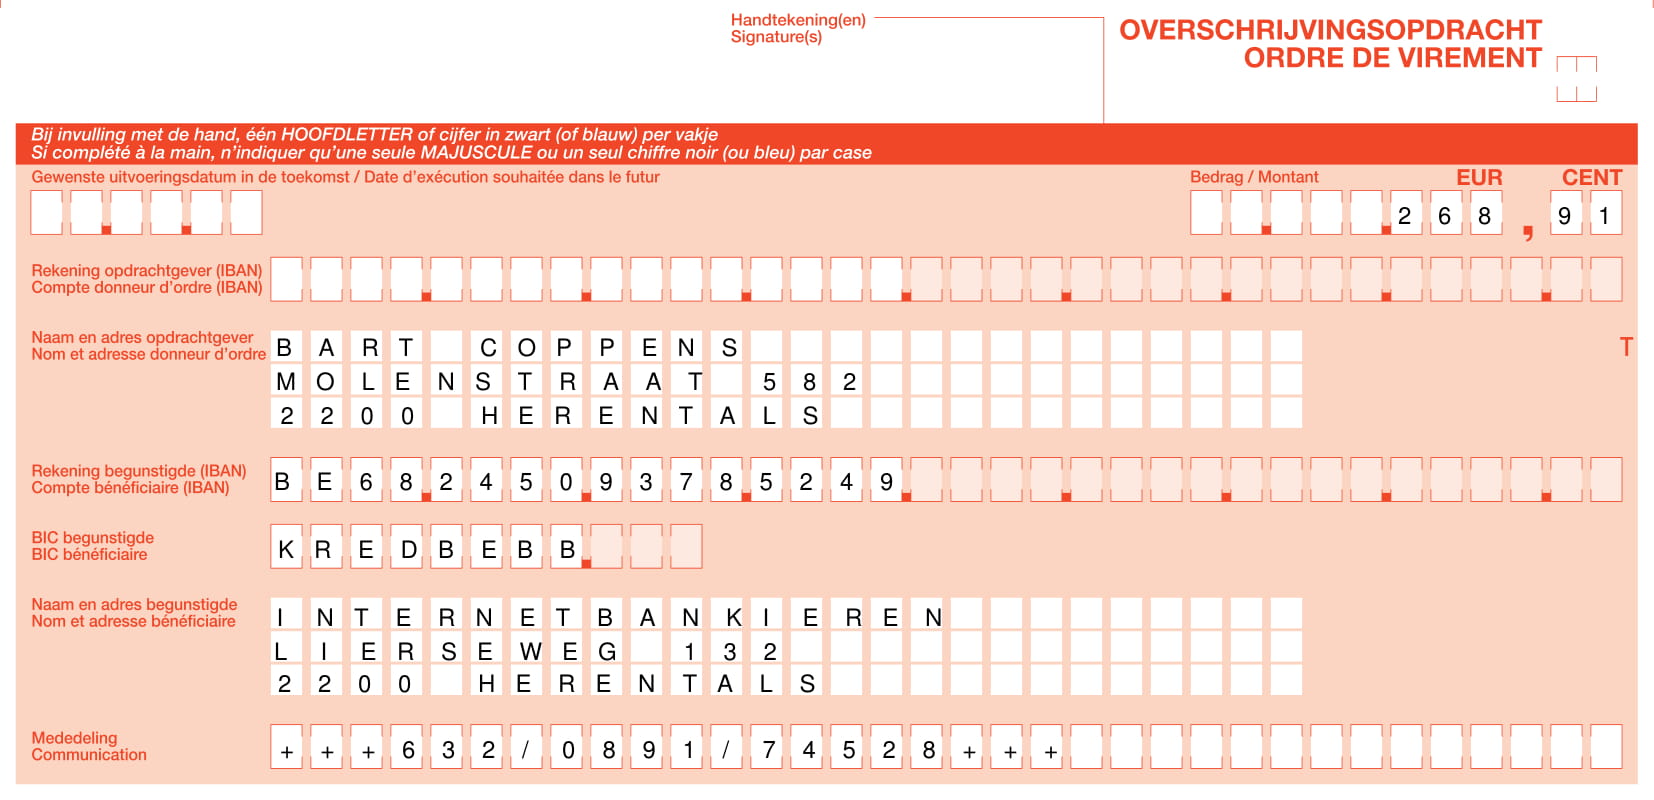 OVERSCHRIJVINGSOPDRACHT
ORDRE DE VIREMENT
Handtekening(en)
Signature(s)
Bij invulling met de hand, één HOOFDLETTER of cijfer in zwart (of blauw) per vakje
Si complété à la main, n'indiquer qu'une seule MAJUSCULE ou un seul chiffre noir (ou bleu) par case
Gewenste uitvoeringsdatum in de toekomst / Date d'exécution souhaitée dans le futur
Bedrag / Montant
EUR
CENT
268 , 91
Rekening opdrachtgever (IBAN)
Compte donneur d'ordre (IBAN)
Naam en adres opdrachtgever
Nom et adresse donneur d'ordre
BART COPPENS
MOLENSTRAAT 582
2200 HERENTALS
T
Rekening begunstigde (IBAN)
Compte bénéficiaire (IBAN)
BE68245093785249
BIC begunstigde
BIC bénéficiaire
KREDBEBB
Naam en adres begunstigde
Nom et adresse bénéficiaire
INTERNETBANKIEREN
LIERSEWEG 132
2200 HERENTALS
Mededeling
Communication
+++632/0891/74528+++